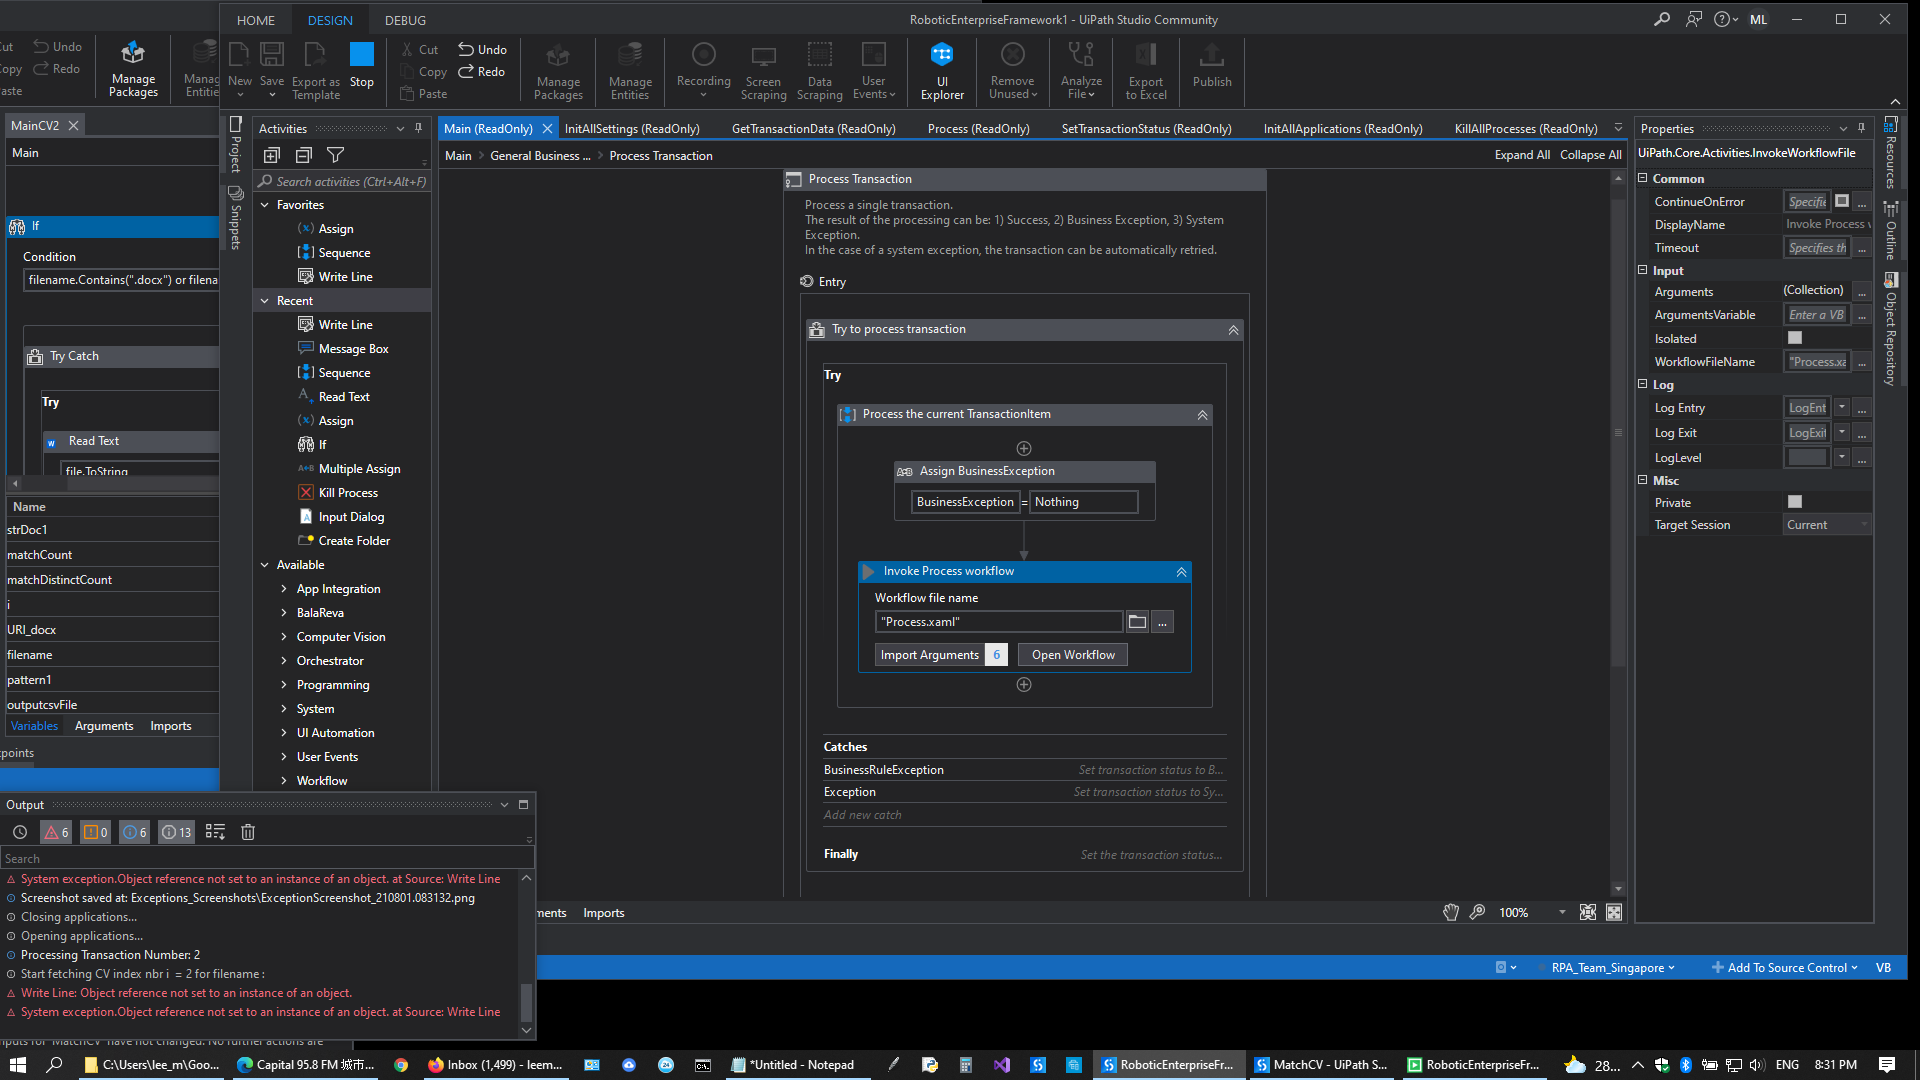 HOME
DESIGN
DEBUG
RoboticEnterpriseFramework1 - UiPath Studio Community
ML
Undo
Redo
Manage Packages
New
Save
Export as Template
Stop
Cut
Copy
Paste
Undo
Redo
Manage Packages
Manage Entities
Recording
Screen Scraping
Data Scraping
User Events
UI Explorer
Remove Unused
Analyze File
Export to Excel
Publish
MainCV2
Main
If
Condition
filename.Contains(".docx") or filena
Try Catch
Try
Read Text
file.ToString
Name
strDoc1
matchCount
matchDistinctCount
i
URI_docx
filename
pattern1
outputcsvFile
Variables
Arguments
Imports
Project
Snippets
Activities
Search activities (Ctrl+Alt+F)
Favorites
Assign
Sequence
Write Line
Recent
Write Line
Message Box
Sequence
Read Text
Assign
If
Multiple Assign
Kill Process
Input Dialog
Create Folder
Available
App Integration
BalaReva
Computer Vision
Orchestrator
Programming
System
UI Automation
User Events
Workflow
Main (ReadOnly)
InitAllSettings (ReadOnly)
GetTransactionData (ReadOnly)
Process (ReadOnly)
SetTransactionStatus (ReadOnly)
InitAllApplications (ReadOnly)
KillAllProcesses (ReadOnly)
Main > General Business ... > Process Transaction
Expand All
Collapse All
Process Transaction
Process a single transaction.
The result of the processing can be: 1) Success, 2) Business Exception, 3) System
Exception.
In the case of a system exception, the transaction can be automatically retried.
Entry
Try to process transaction
Try
Process the current TransactionItem
Assign BusinessException
BusinessException = Nothing
Invoke Process workflow
Workflow file name
"Process.xaml"
...
Import Arguments 6
Open Workflow
Catches
BusinessRuleException
Set transaction status to B...
Exception
Set transaction status to Sy...
Add new catch
Finally
Set the transaction status...
Imports
100%
Properties
UiPath.Core.Activities.InvokeWorkflowFile
Common
ContinueOnError
Specifie
DisplayName
Invoke Process v
Timeout
Specifies th
Input
Arguments
(Collection)
ArgumentsVariable
Enter a VB
Isolated
WorkflowFileName
"Process.xa
Log
Log Entry
LogEnt
Log Exit
LogExit
LogLevel
Misc
Private
Target Session
Current
Resources
Outline
Object Repository
RPA_Team_Singapore
Add To Source Control
VB
Output
6
0
6
13
Search
System exception.Object reference not set to an instance of an object. at Source: Write Line
Screenshot saved at: Exceptions_Screenshots\ExceptionScreenshot_210801.083132.png
Closing applications...
Opening applications...
Processing Transaction Number: 2
Start fetching CV index nbr i = 2 for filename :
Write Line: Object reference not set to an instance of an object.
System exception.Object reference not set to an instance of an object. at Source: Write Line
C:\Users\lee_m\Goo...
Capital 95.8 FM 城市...
Inbox (1,499) - leem...
*Untitled - Notepad
RoboticEnterpriseFr...
MatchCV - UiPath S...
RoboticEnterpriseFr...
28...
ENG
8:31 PM